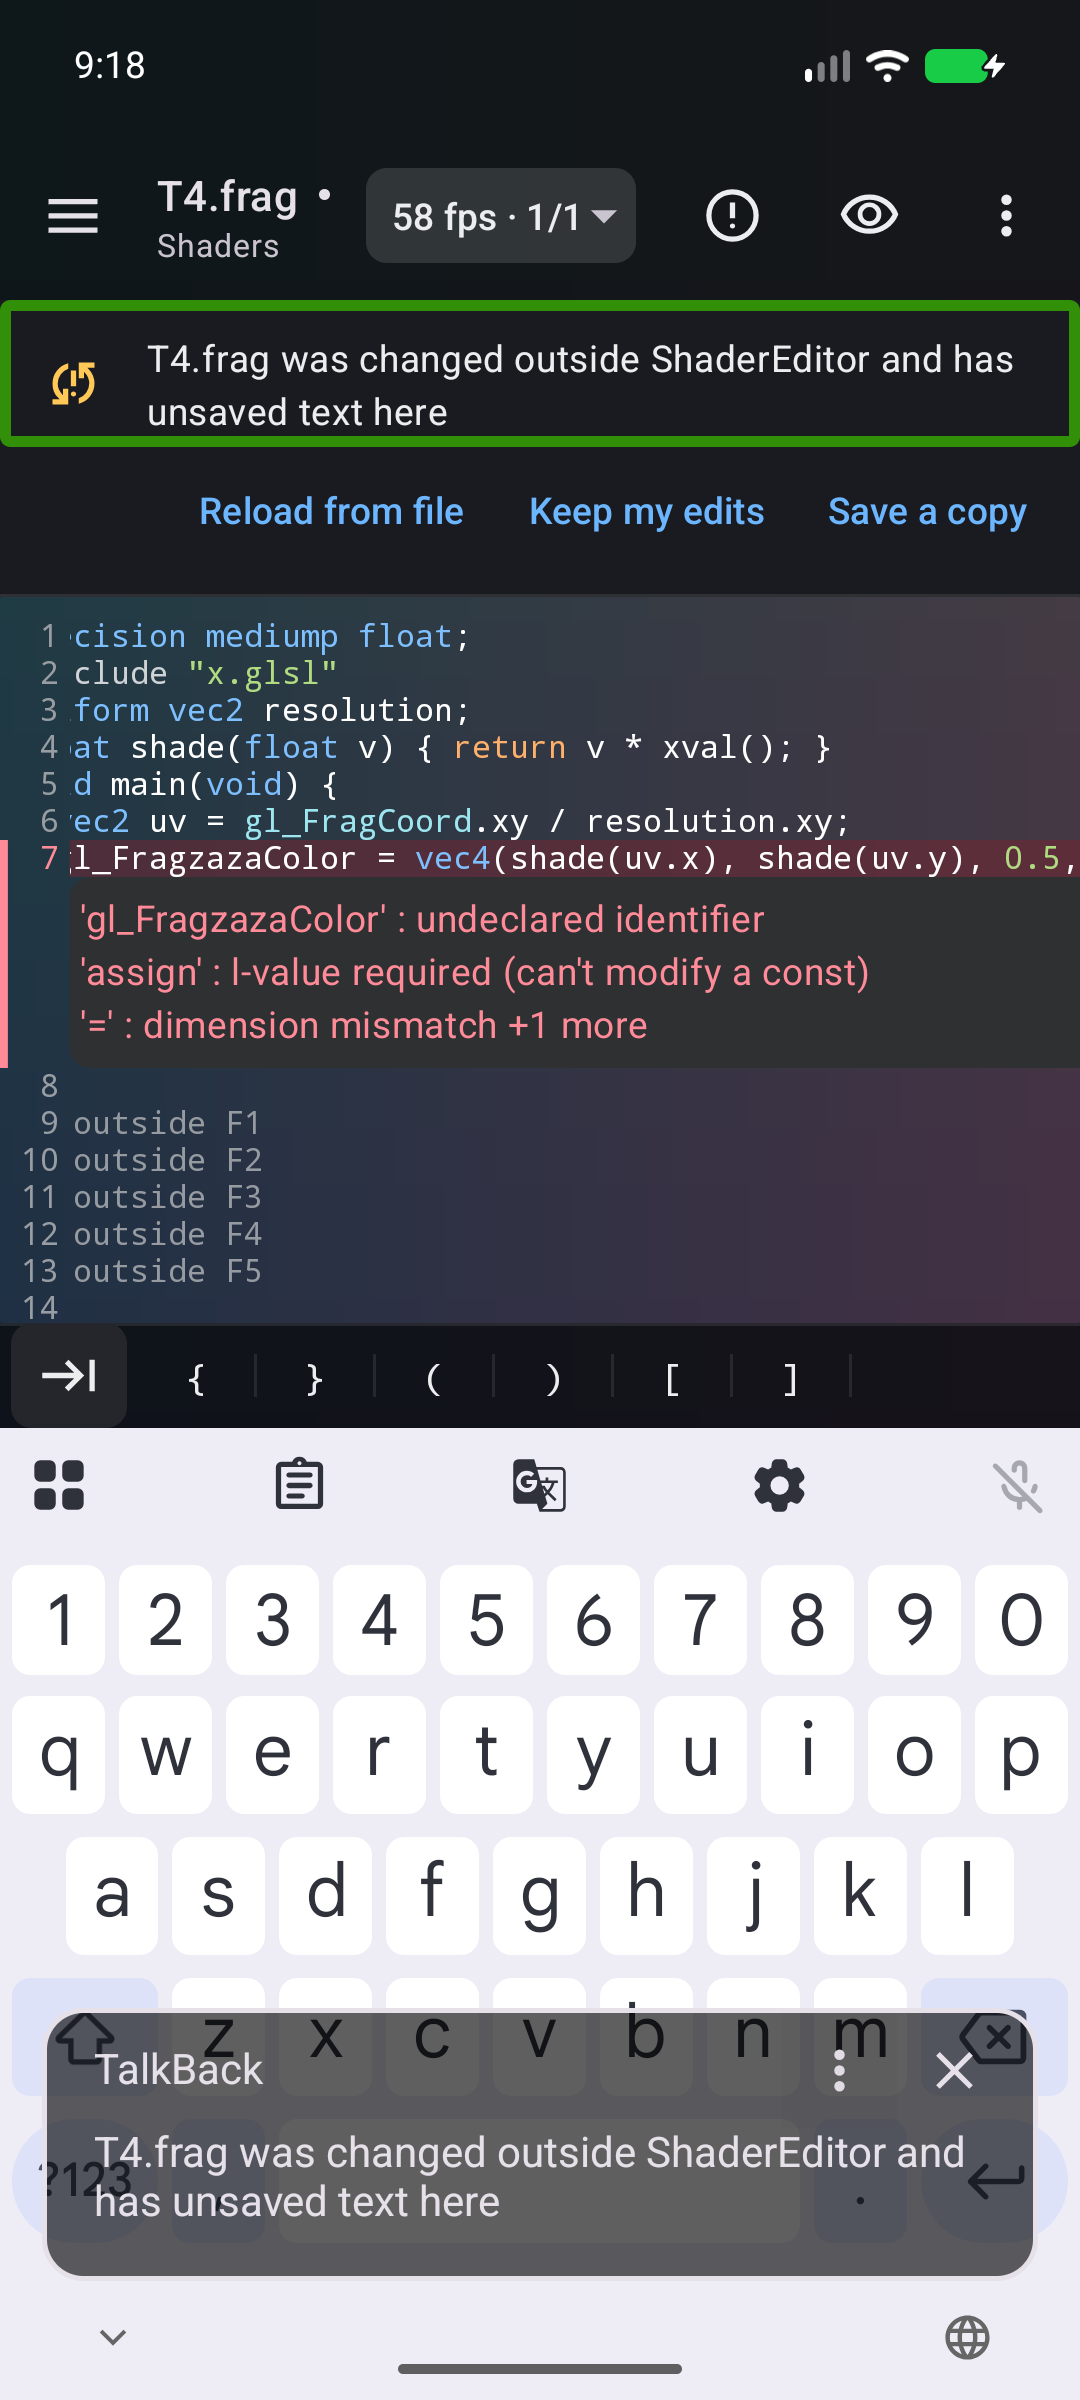 9:18
T4.frag •
Shaders
58 fps · 1/1
T4.frag was changed outside ShaderEditor and has
unsaved text here
Reload from file Keep my edits Save a copy
1 cision mediump float;
2 clude "x.glsl"
3 form vec2 resolution;
4 at shade(float v) { return v * xval(); }
5 d main(void) {
6 vec2 uv = gl_FragCoord.xy / resolution.xy;
7 gl_FragzazaColor = vec4(shade(uv.x), shade(uv.y), 0.5,
'gl_FragzazaColor' : undeclared identifier
'assign' : l-value required (can't modify a const)
'=' : dimension mismatch +1 more
8
9 outside F1
10 outside F2
11 outside F3
12 outside F4
13 outside F5
14
{ } ( ) [ ]
1 2 3 4 5 6 7 8 9 0
q w e r t y u i o p
a s d f g h j k l
z x c v b n m
TalkBack
?123 , .
T4.frag was changed outside ShaderEditor and
has unsaved text here